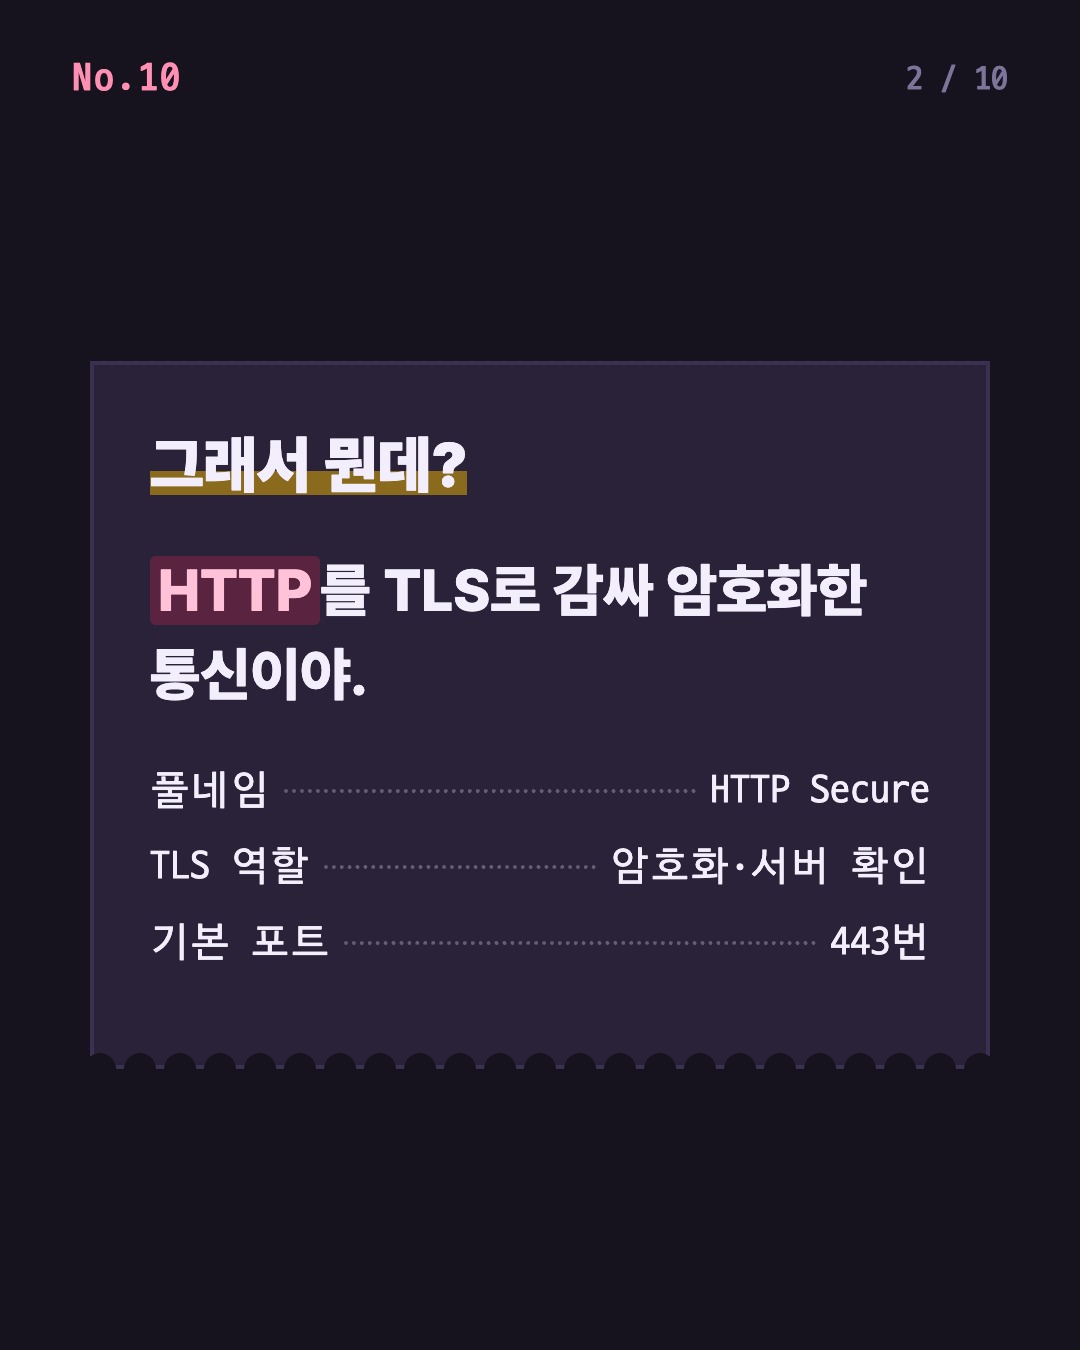 No.10
2 / 10
그래서 뭔데?
HTTP를 TLS로 감싸 암호화한
통신이야.
풀네임 HTTP Secure
TLS 역할 암호화·서버 확인
기본 포트 443번